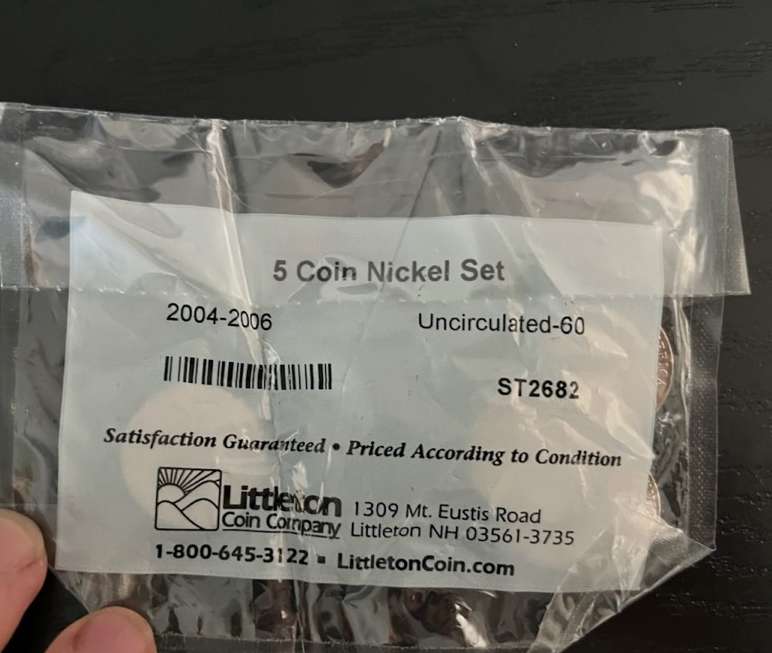 5 Coin Nickel Set
2004-2006 Uncirculated-60
ST2682
Satisfaction Guaranteed • Priced According to Condition
Littleton
Coin Company
1309 Mt. Eustis Road
Littleton NH 03561-3735
1-800-645-3122 ▪ LittletonCoin.com